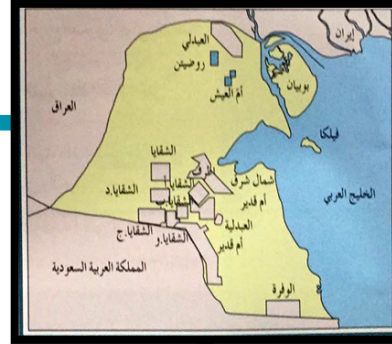 إيران
العبدلي
روضيتن
أم العيش
بوبيان
العراق
فيلكا
الشقايا
شمال شرق
أم قدير
الشقايا.د
الشقايا
الخليج العربي
العبدلية
أم قدير
الشقايا.ج
الشقايا.و
المملكة العربية السعودية
الوفرة